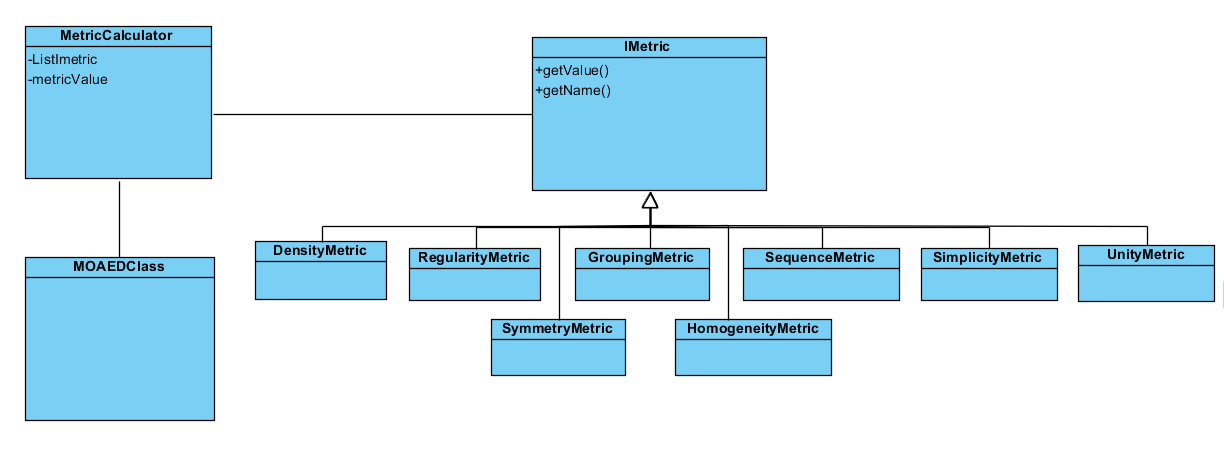 MetricCalculator
-ListImetric
-metricValue
IMetric
+getValue()
+getName()
MOAEDClass
DensityMetric
RegularityMetric
GroupingMetric
SequenceMetric
SimplicityMetric
UnityMetric
SymmetryMetric
HomogeneityMetric